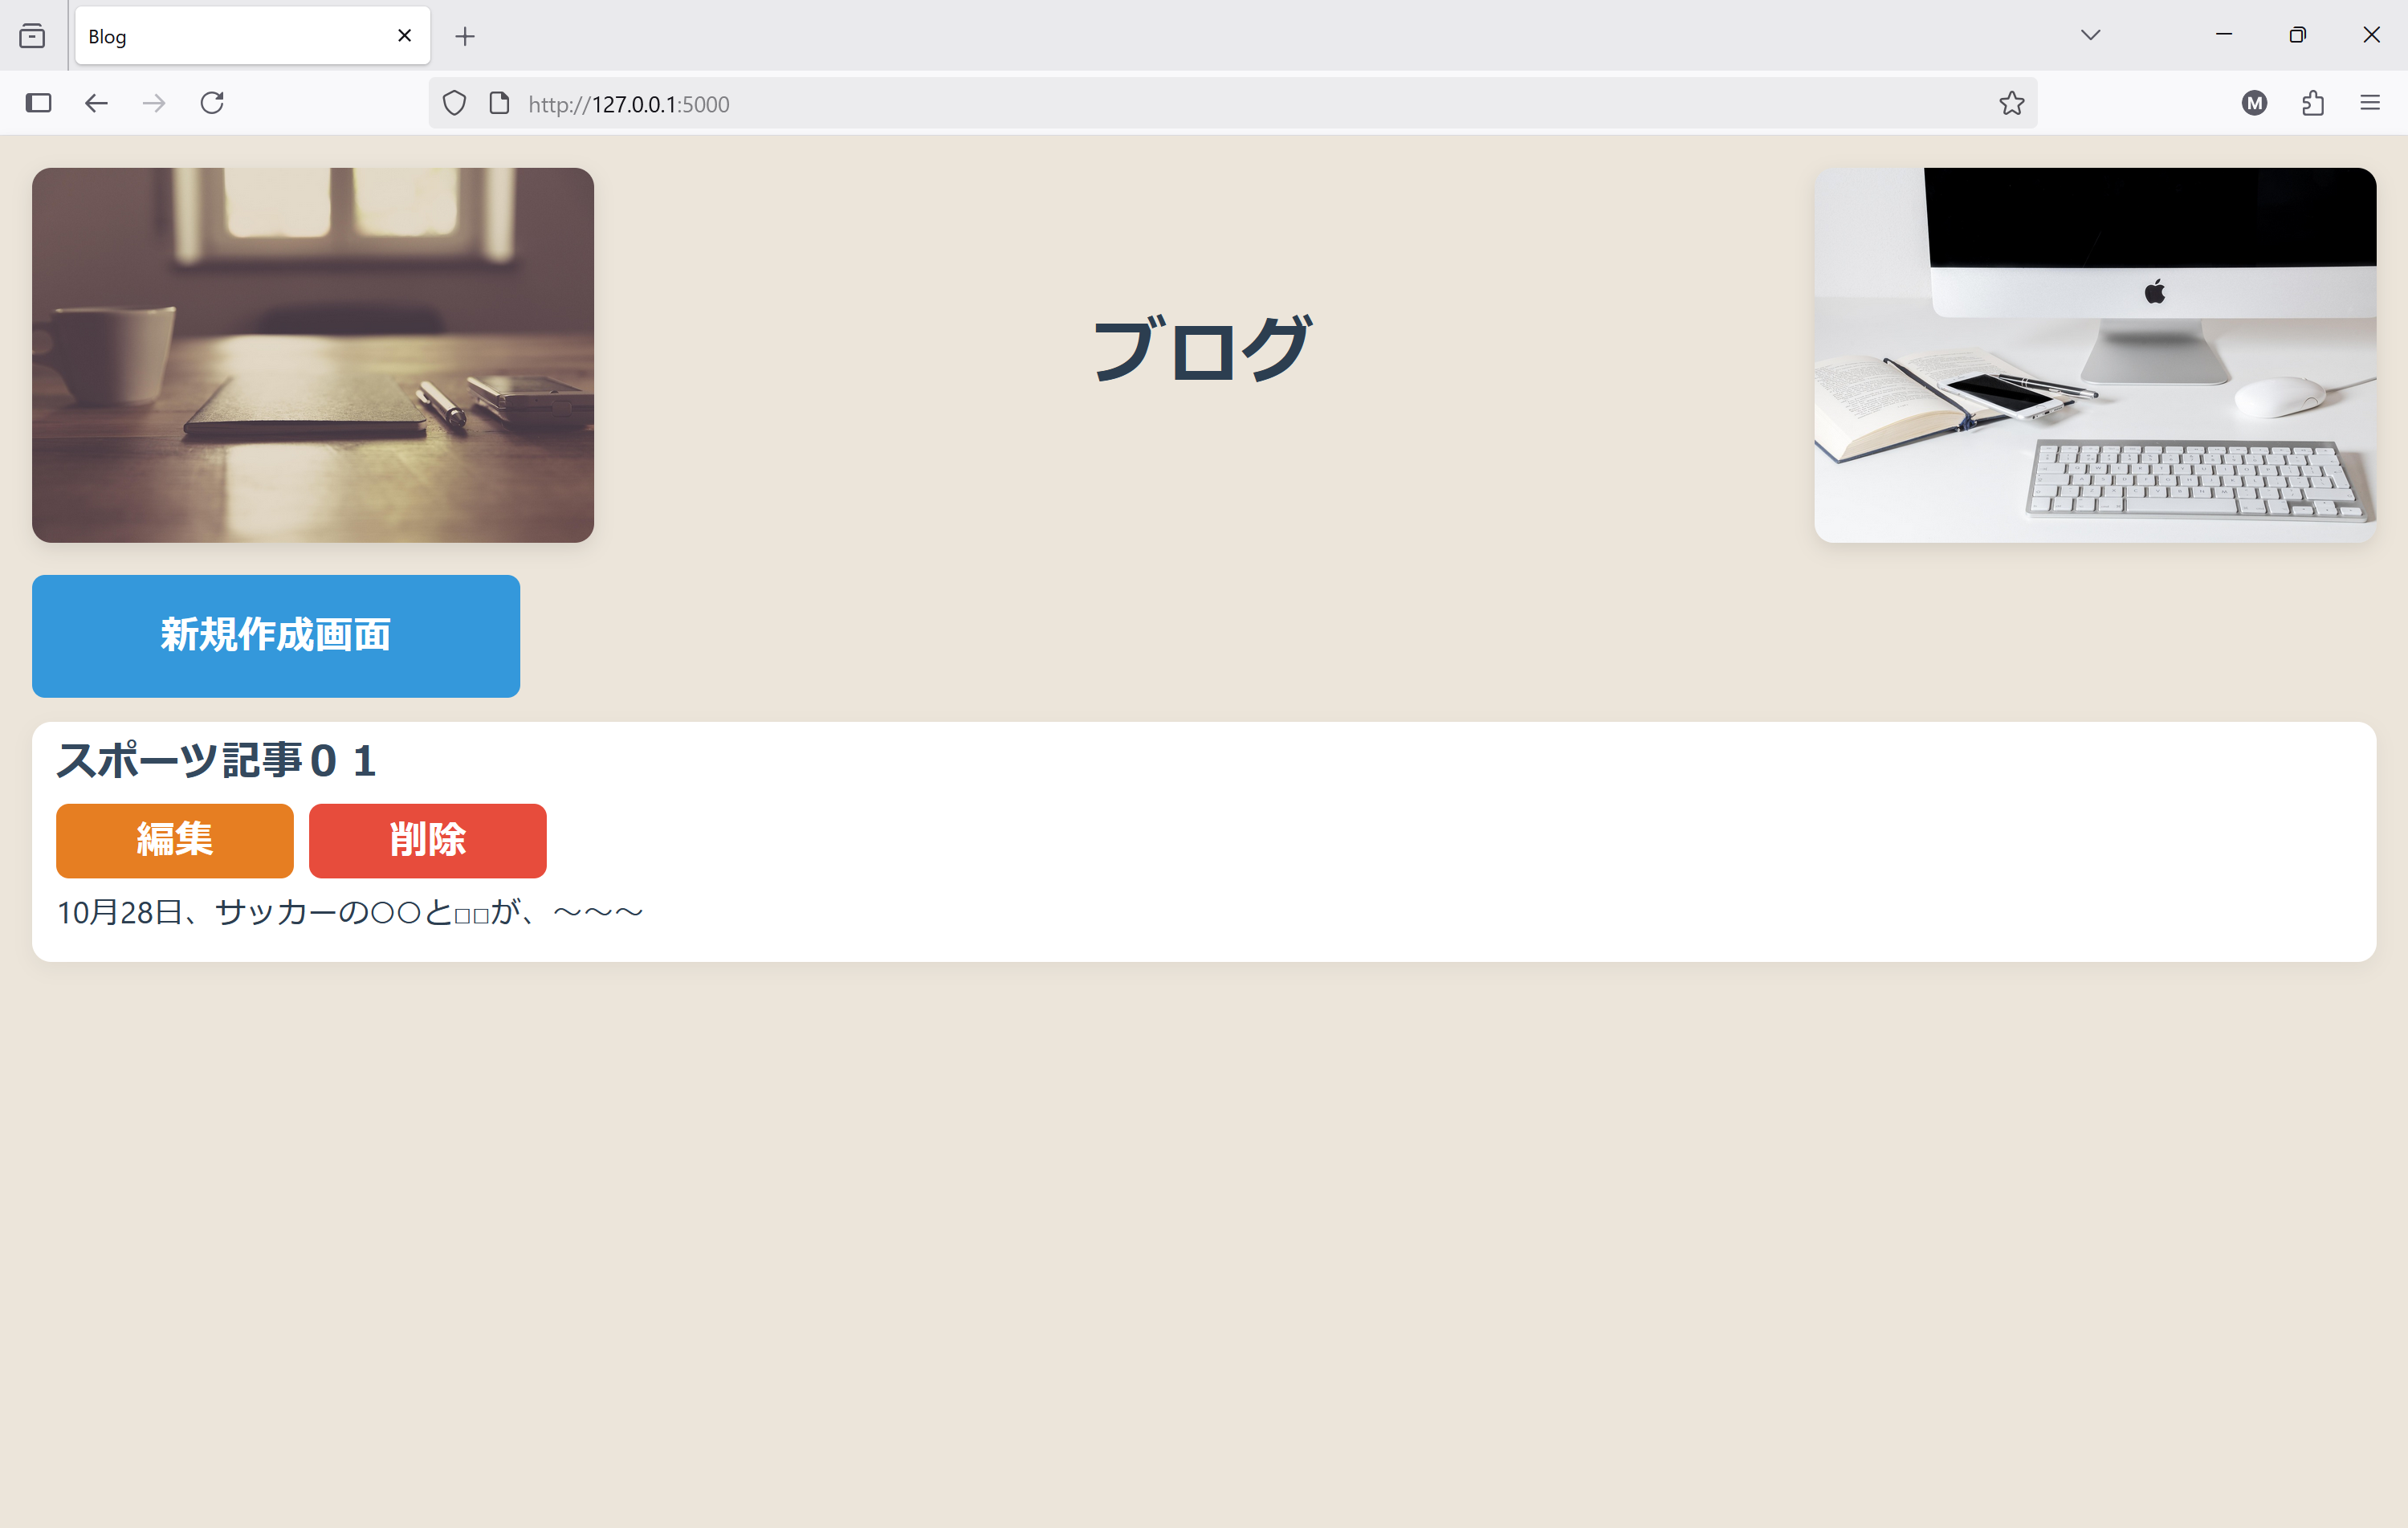 Blog
http://127.0.0.1:5000
M
ブログ
新規作成画面
スポーツ記事０１
編集
削除
10月28日、サッカーの○○と□□が、～～～